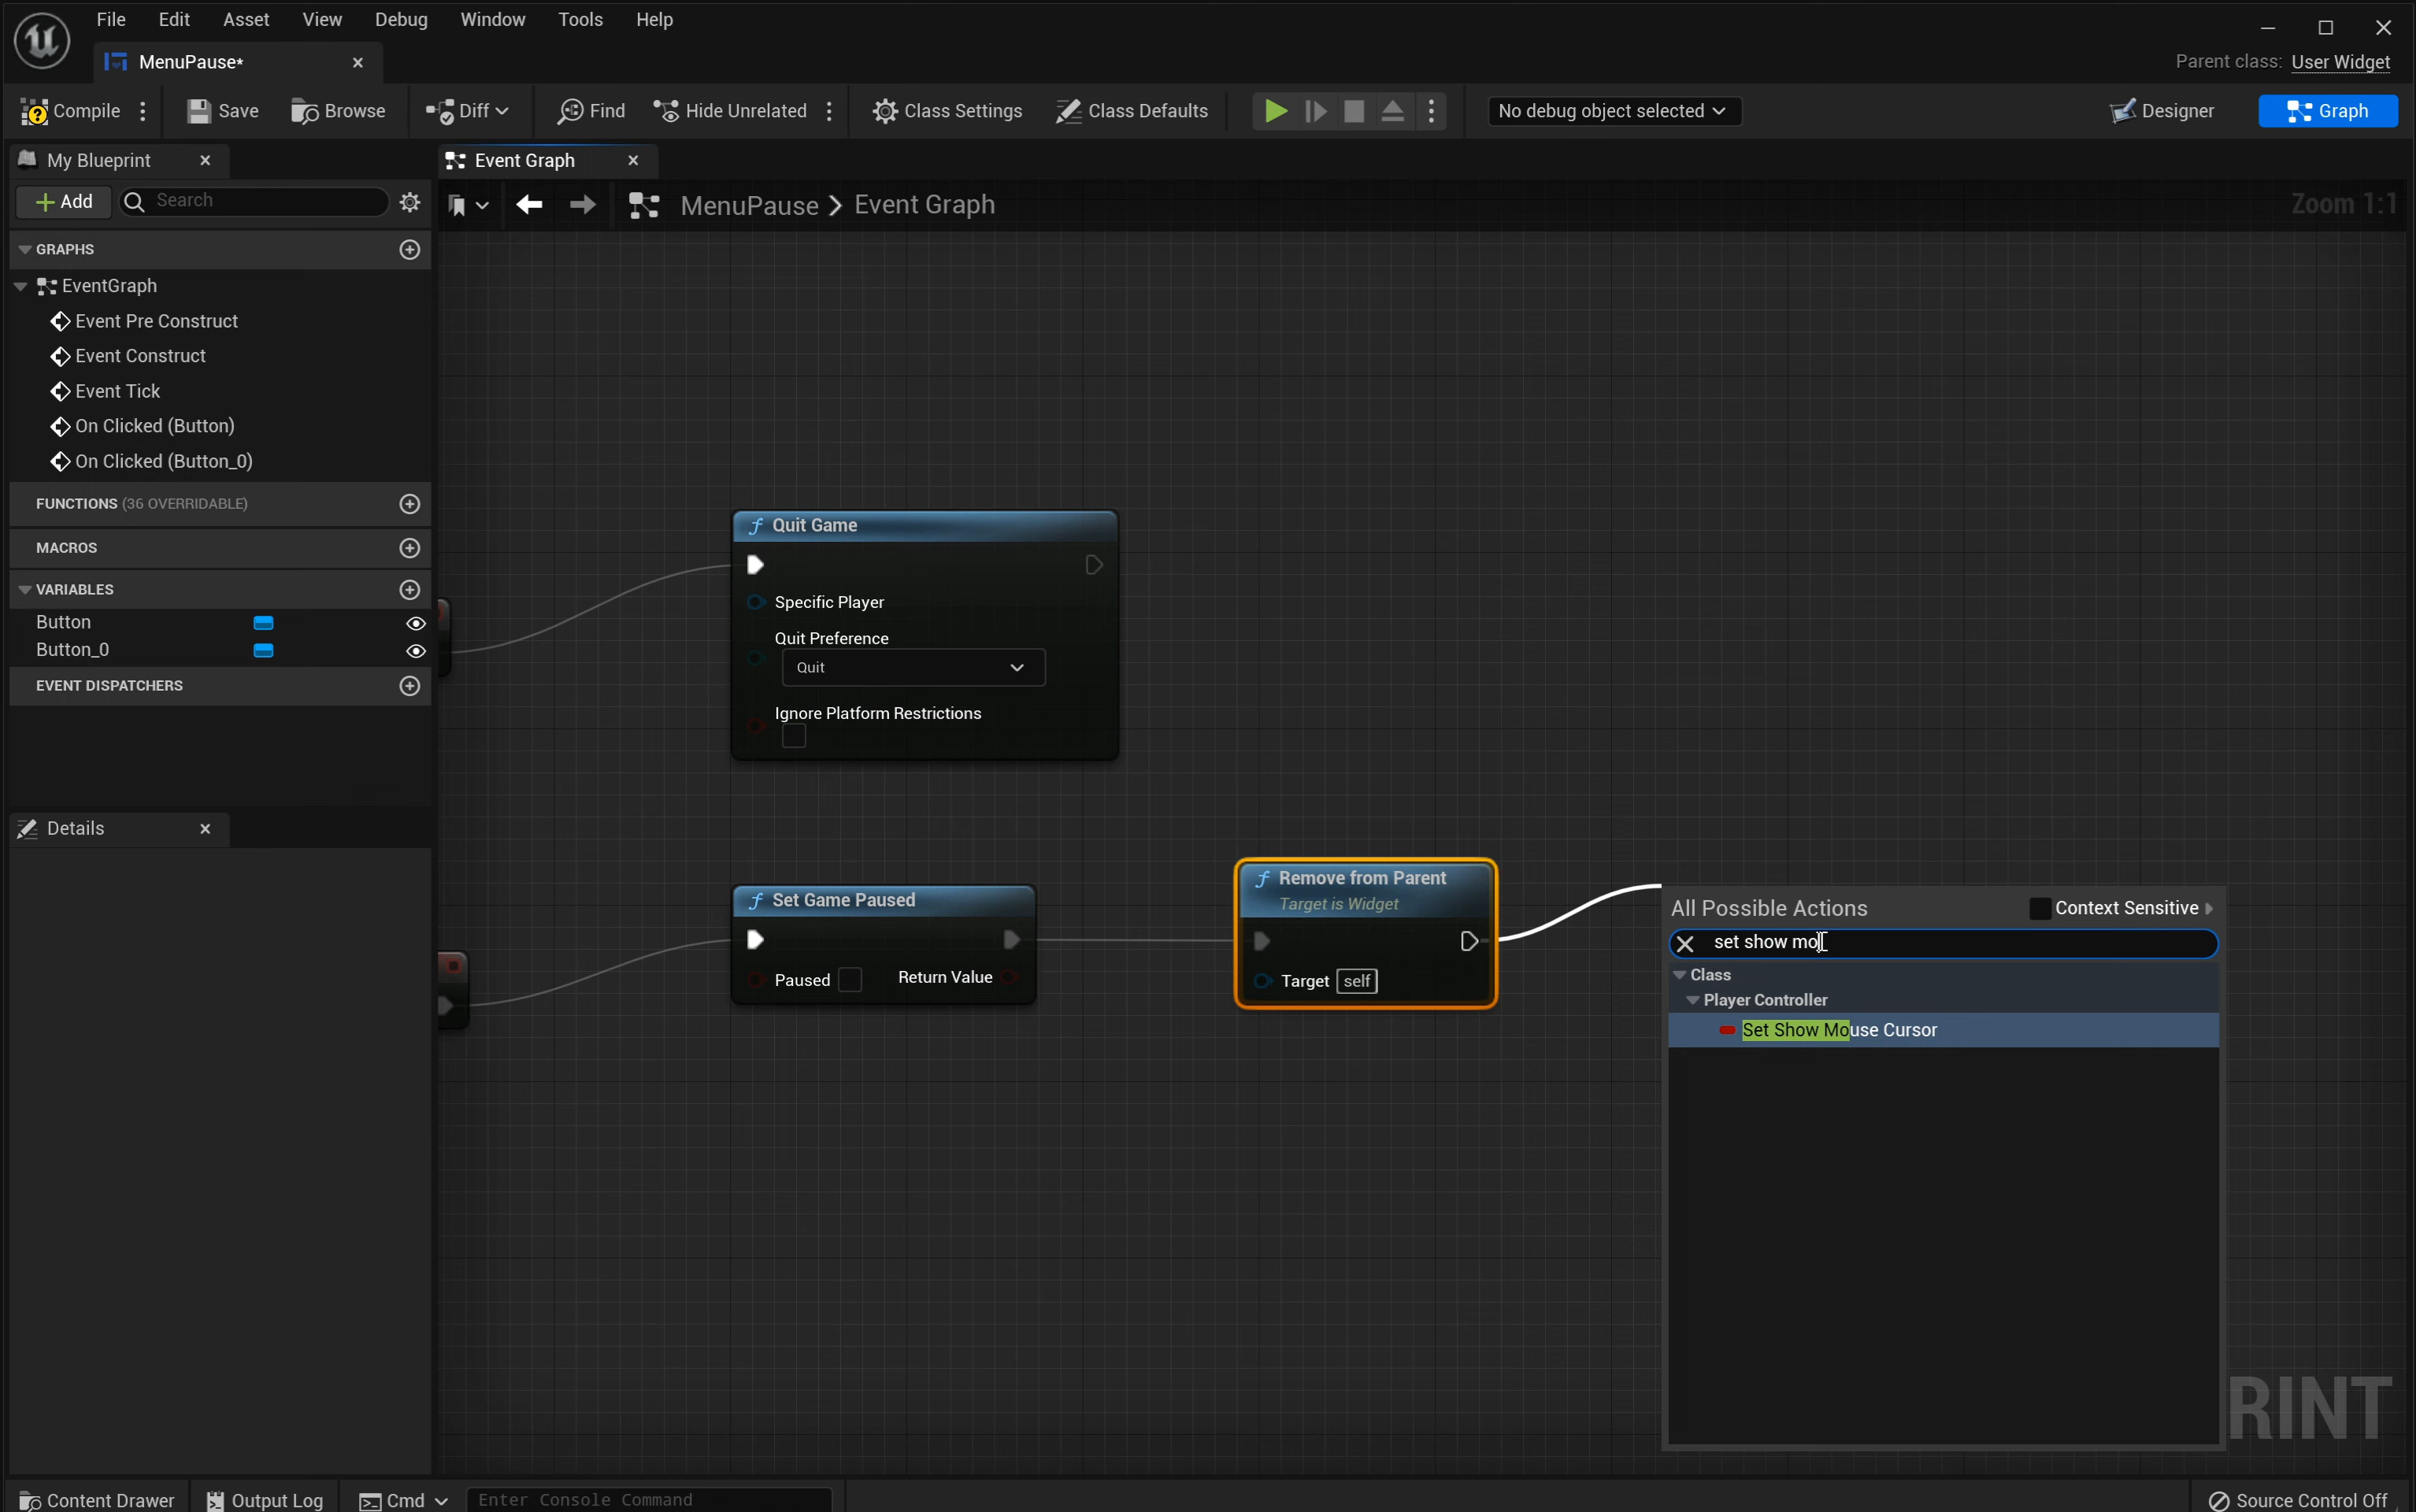 File Edit Asset View Debug Window Tools Help
MenuPause*
Parent class: User Widget
Compile Save Browse Diff Find Hide Unrelated Class Settings Class Defaults No debug object selected Designer Graph
My Blueprint
Event Graph
Add Search
MenuPause > Event Graph
Zoom 1:1
GRAPHS
EventGraph
Event Pre Construct
Event Construct
Event Tick
On Clicked (Button)
On Clicked (Button_0)
FUNCTIONS (36 OVERRIDABLE)
MACROS
VARIABLES
Button
Button_0
EVENT DISPATCHERS
Details
f Quit Game
Specific Player
Quit Preference
Quit
Ignore Platform Restrictions
f Set Game Paused
Paused Return Value
f Remove from Parent
Target is Widget
Target self
All Possible Actions Context Sensitive
set show mo
Class
Player Controller
Set Show Mouse Cursor
RINT
Content Drawer Output Log Cmd Enter Console Command Source Control Off